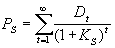 P_S = \sum_{t=1}^{\infty} \frac{D_t}{(1 + K_S)^t}